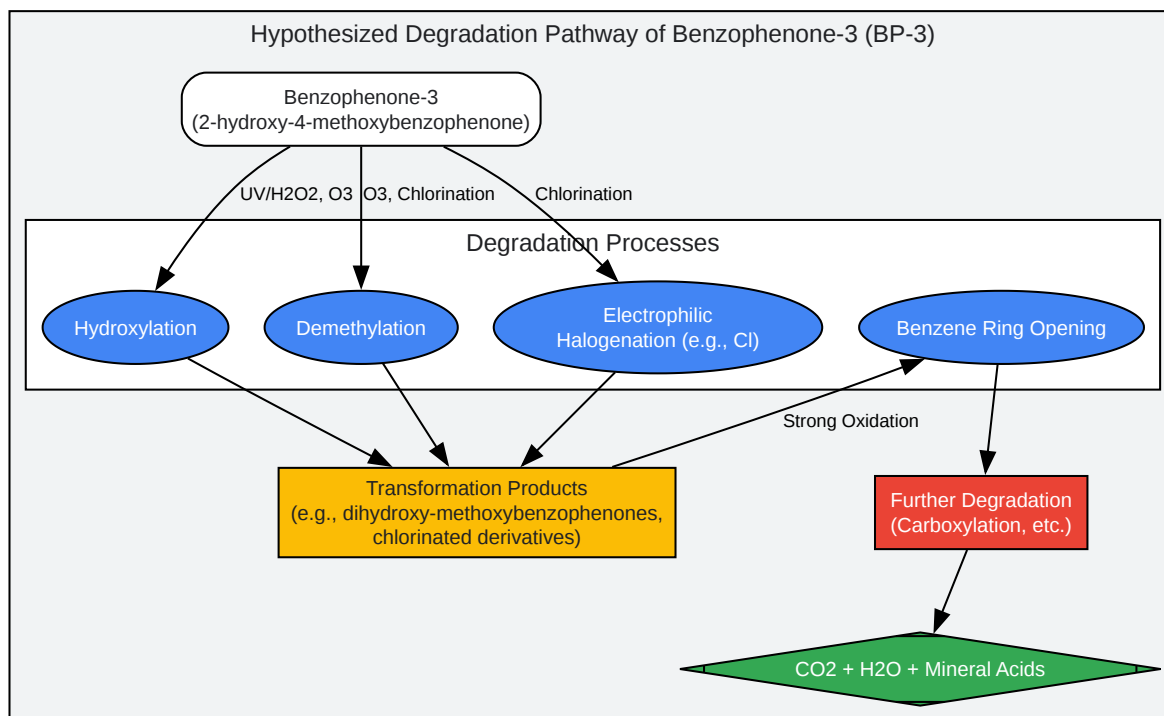 Hypothesized Degradation Pathway of Benzophenone-3 (BP-3)
Benzophenone-3
(2-hydroxy-4-methoxybenzophenone)
UV/H2O2, O3
O3, Chlorination
Chlorination
Degradation Processes
Hydroxylation
Demethylation
Electrophilic
Halogenation (e.g., Cl)
Benzene Ring Opening
Strong Oxidation
Transformation Products
(e.g., dihydroxy-methoxybenzophenones,
chlorinated derivatives)
Further Degradation
(Carboxylation, etc.)
CO2 + H2O + Mineral Acids